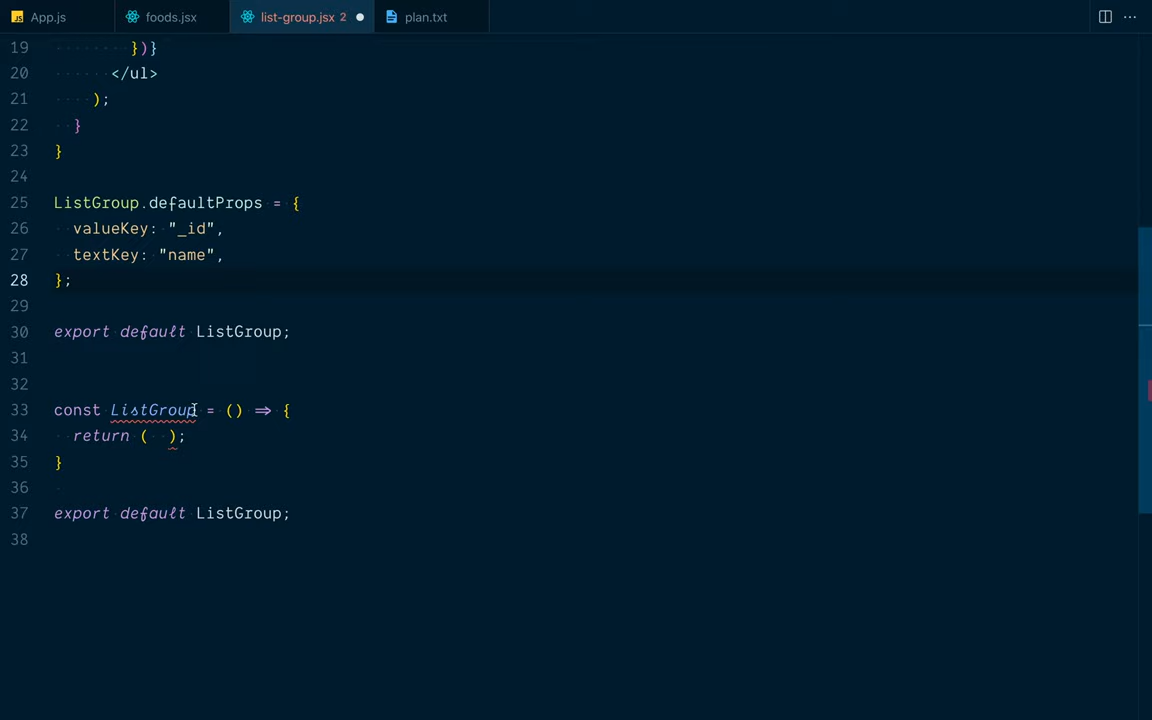 App.js foods.jsx list-group.jsx 2 plan.txt
19 })}
20 </ul>
21 );
22 }
23 }
24
25 ListGroup.defaultProps = {
26 valueKey: "_id",
27 textKey: "name",
28 };
29
30 export default ListGroup;
31
32
33 const ListGroup = () => {
34 return ( );
35 }
36
37 export default ListGroup;
38